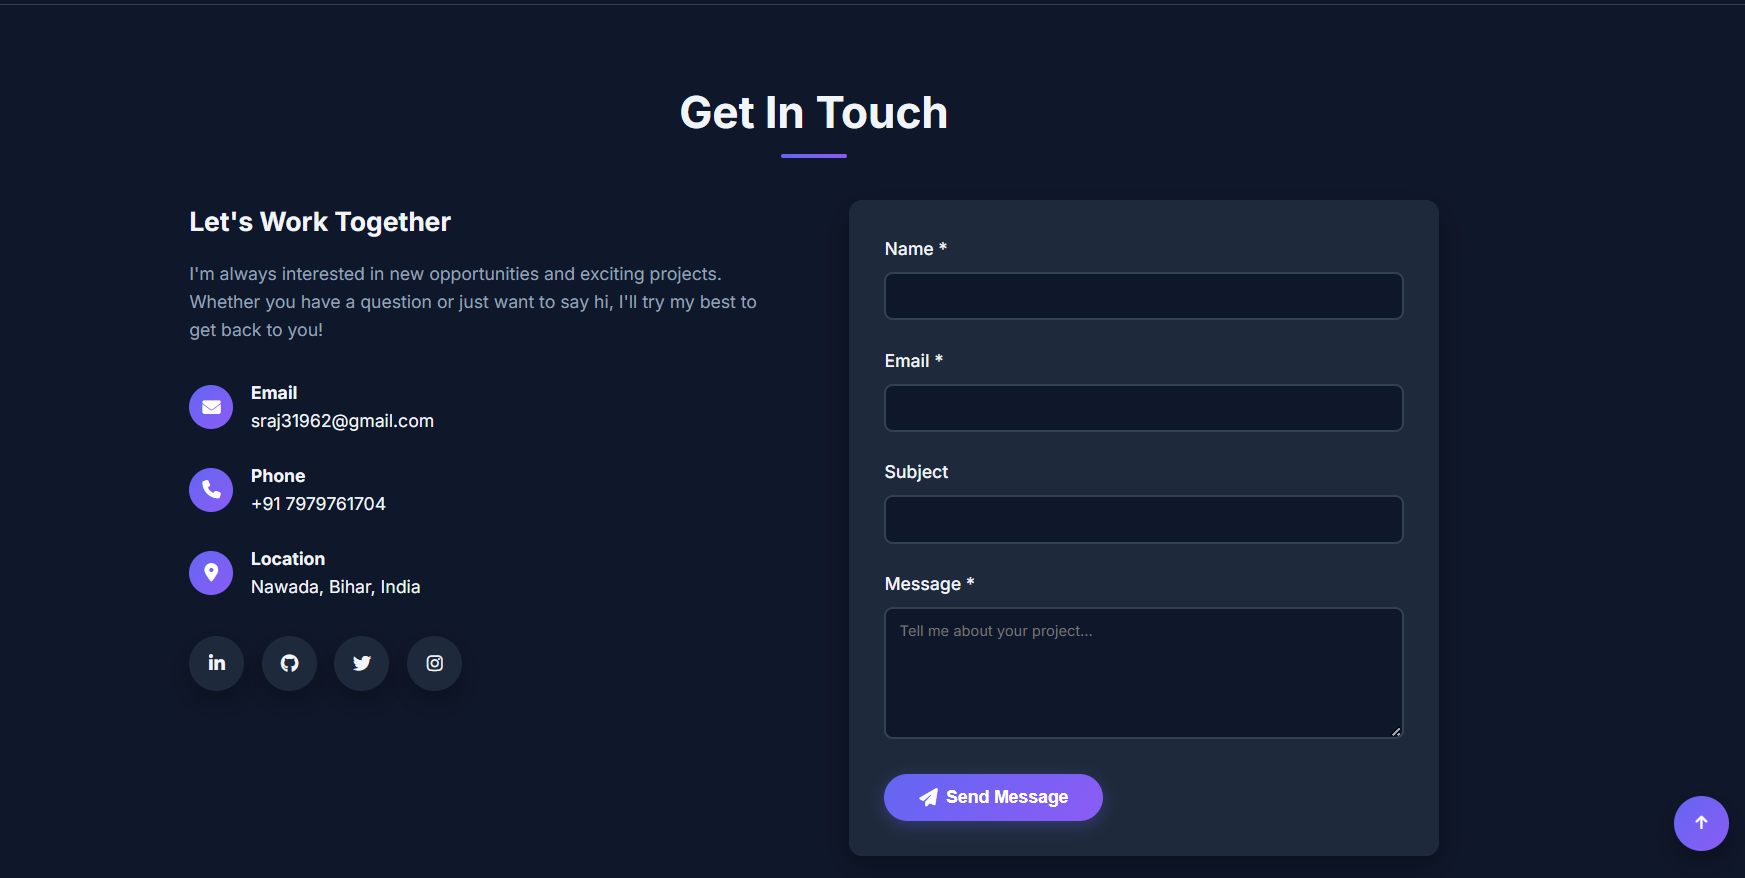 Get In Touch
Let's Work Together
I'm always interested in new opportunities and exciting projects.
Whether you have a question or just want to say hi, I'll try my best to
get back to you!
Email
sraj31962@gmail.com
Phone
+91 7979761704
Location
Nawada, Bihar, India
in
Name *
Email *
Subject
Message *
Tell me about your project...
Send Message